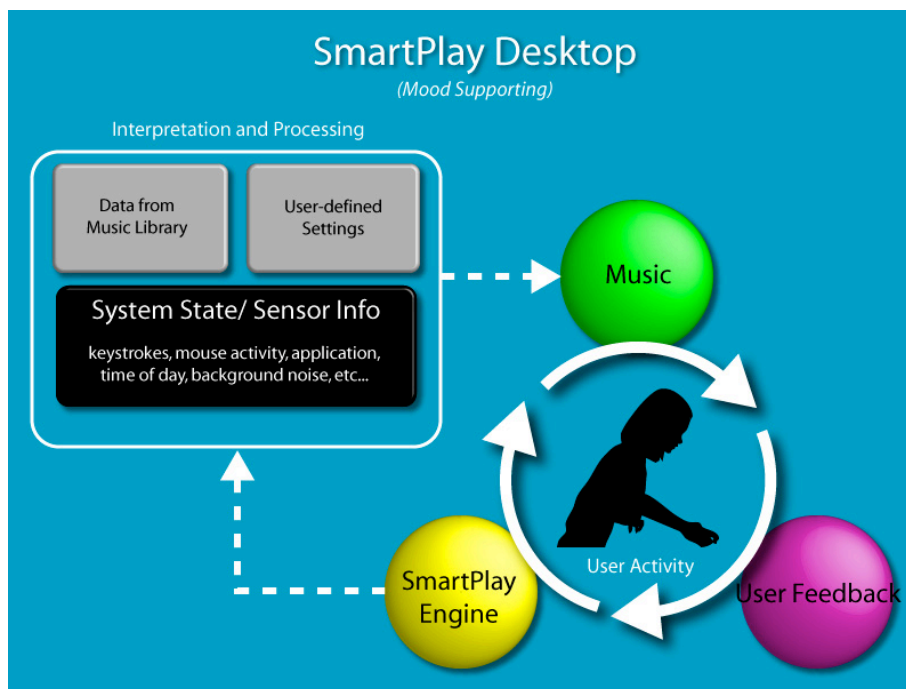 SmartPlay Desktop
(Mood Supporting)
Interpretation and Processing
Data from
Music Library
User-defined
Settings
System State/ Sensor Info
keystrokes, mouse activity, application,
time of day, background noise, etc...
Music
User Activity
SmartPlay
Engine
User Feedback